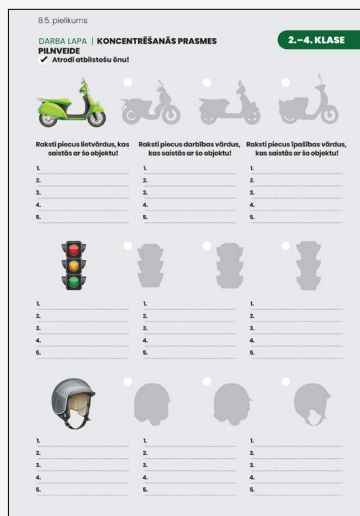 8.5. pielikums
DARBA LAPA | KONCENTRĒŠANĀS PRASMES
PILNVEIDE
2.–4. KLASE
✔ Atrodi atbilstošu ēnu!
Raksti piecus lietvārdus, kas
saistās ar šo objektu!
Raksti piecus darbības vārdus,
kas saistās ar šo objektu!
Raksti piecus īpašības vārdus,
kas saistās ar šo objektu!
1. 1. 1.
2. 2. 2.
3. 3. 3.
4. 4. 4.
5. 5. 5.
1. 1. 1.
2. 2. 2.
3. 3. 3.
4. 4. 4.
5. 5. 5.
1. 1. 1.
2. 2. 2.
3. 3. 3.
4. 4. 4.
5. 5. 5.